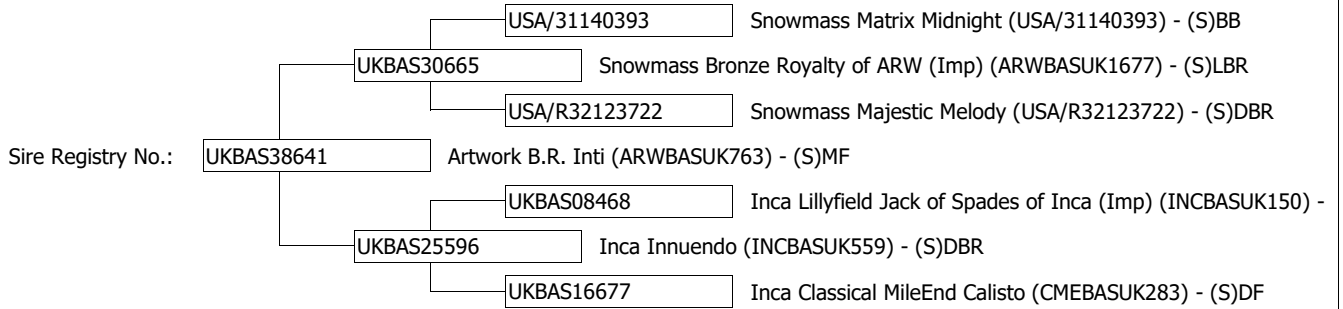 USA/31140393 Snowmass Matrix Midnight (USA/31140393) - (S)BB
UKBAS30665 Snowmass Bronze Royalty of ARW (Imp) (ARWBASUK1677) - (S)LBR
USA/R32123722 Snowmass Majestic Melody (USA/R32123722) - (S)DBR
Sire Registry No.: UKBAS38641 Artwork B.R. Inti (ARWBASUK763) - (S)MF
UKBAS08468 Inca Lillyfield Jack of Spades of Inca (Imp) (INCBASUK150) -
UKBAS25596 Inca Innuendo (INCBASUK559) - (S)DBR
UKBAS16677 Inca Classical MileEnd Calisto (CMEBASUK283) - (S)DF